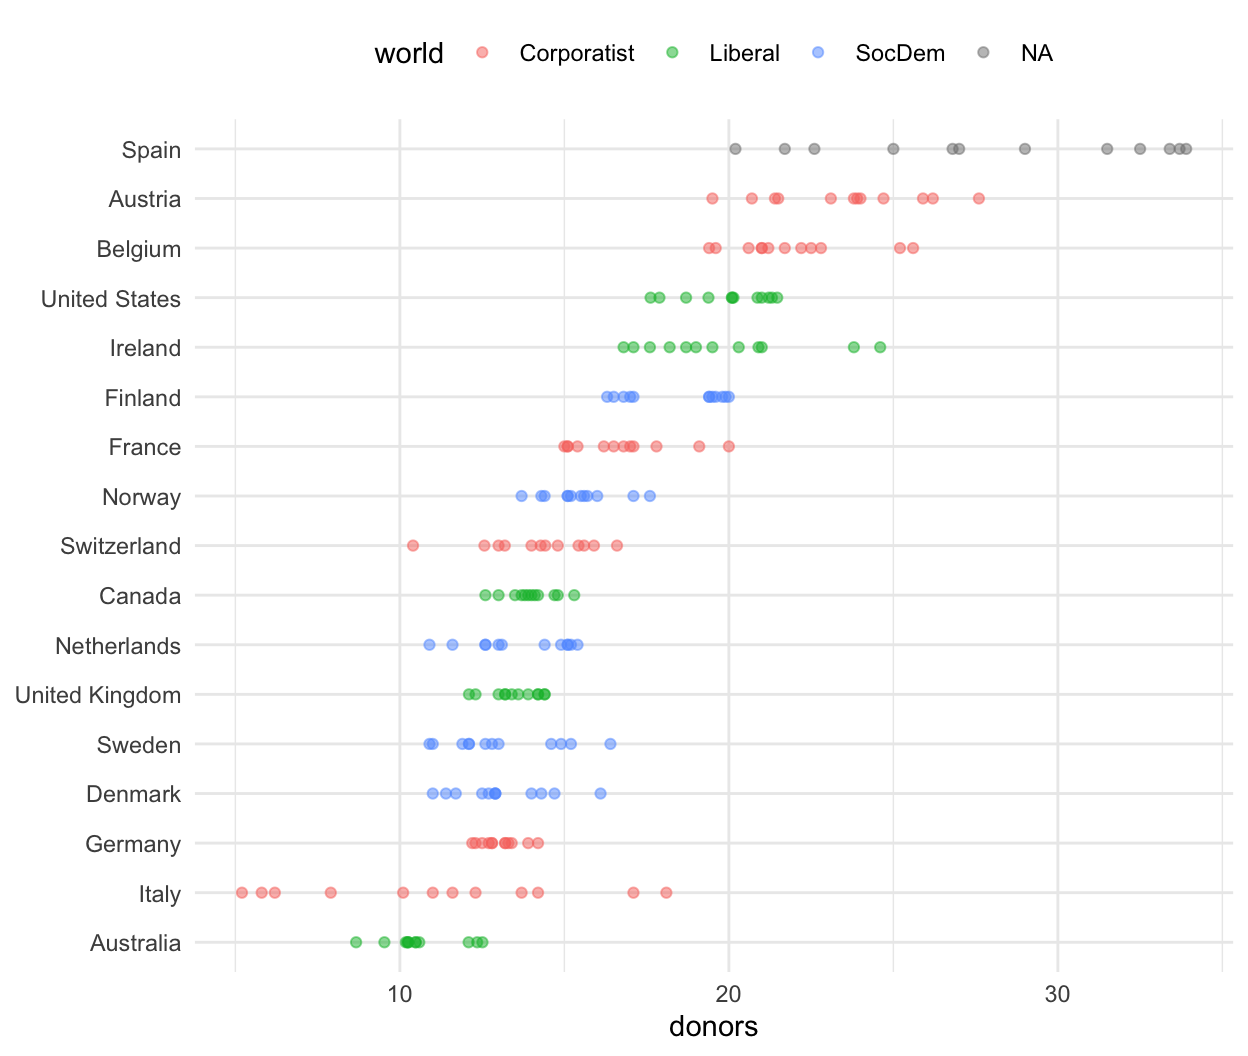 world Corporatist Liberal SocDem NA
Spain
Austria
Belgium
United States
Ireland
Finland
France
Norway
Switzerland
Canada
Netherlands
United Kingdom
Sweden
Denmark
Germany
Italy
Australia
10 20 30
donors